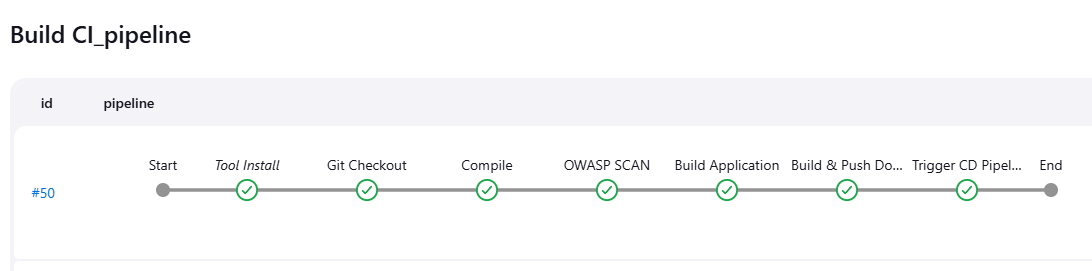 Build CI_pipeline
id pipeline
Start Tool Install Git Checkout Compile OWASP SCAN Build Application Build & Push Do... Trigger CD Pipel... End
#50